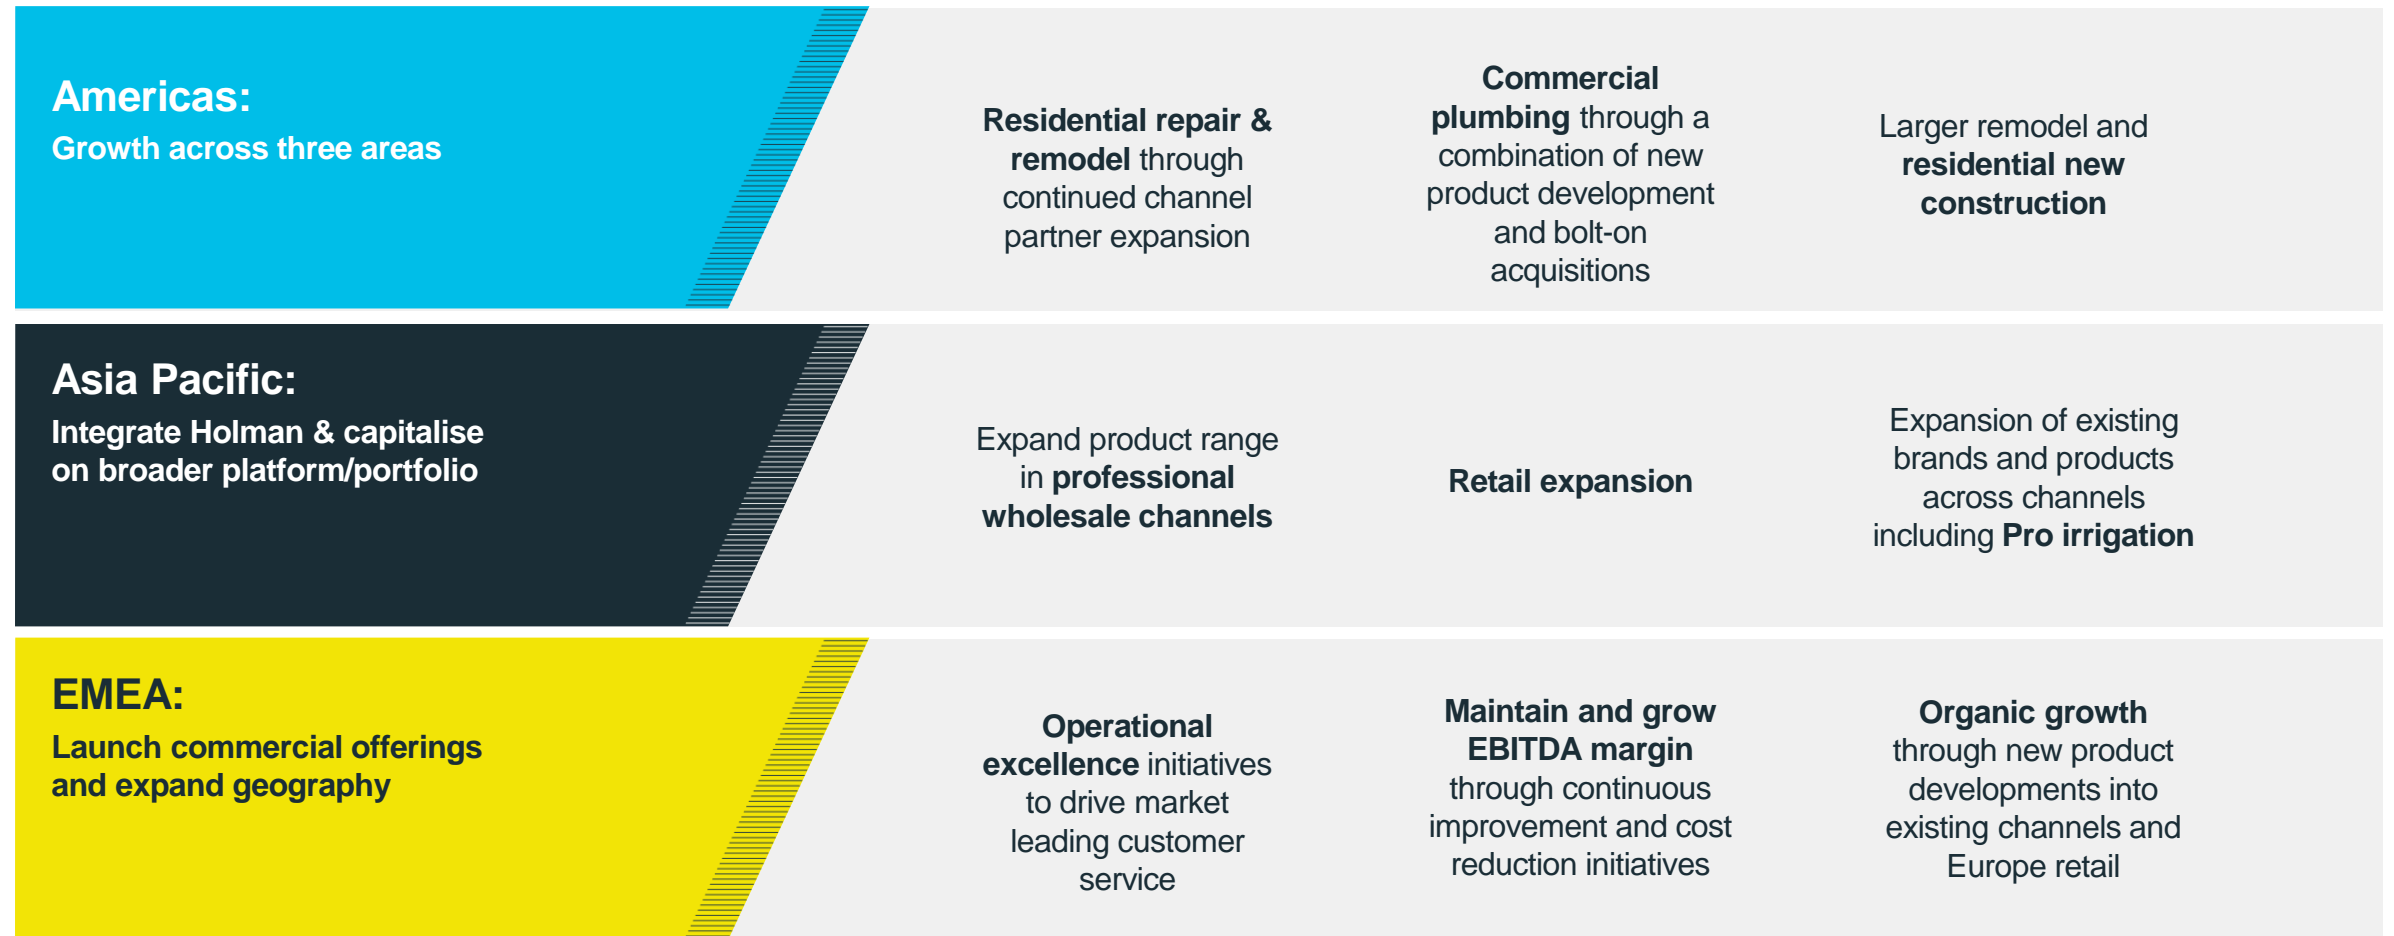 Americas:
Growth across three areas
Residential repair &
remodel through
continued channel
partner expansion
Commercial
plumbing through a
combination of new
product development
and bolt-on
acquisitions
Larger remodel and
residential new
construction
Asia Pacific:
Integrate Holman & capitalise
on broader platform/portfolio
Expand product range
in professional
wholesale channels
Retail expansion
Expansion of existing
brands and products
across channels
including Pro irrigation
EMEA:
Launch commercial offerings
and expand geography
Operational
excellence initiatives
to drive market
leading customer
service
Maintain and grow
EBITDA margin
through continuous
improvement and cost
reduction initiatives
Organic growth
through new product
developments into
existing channels and
Europe retail